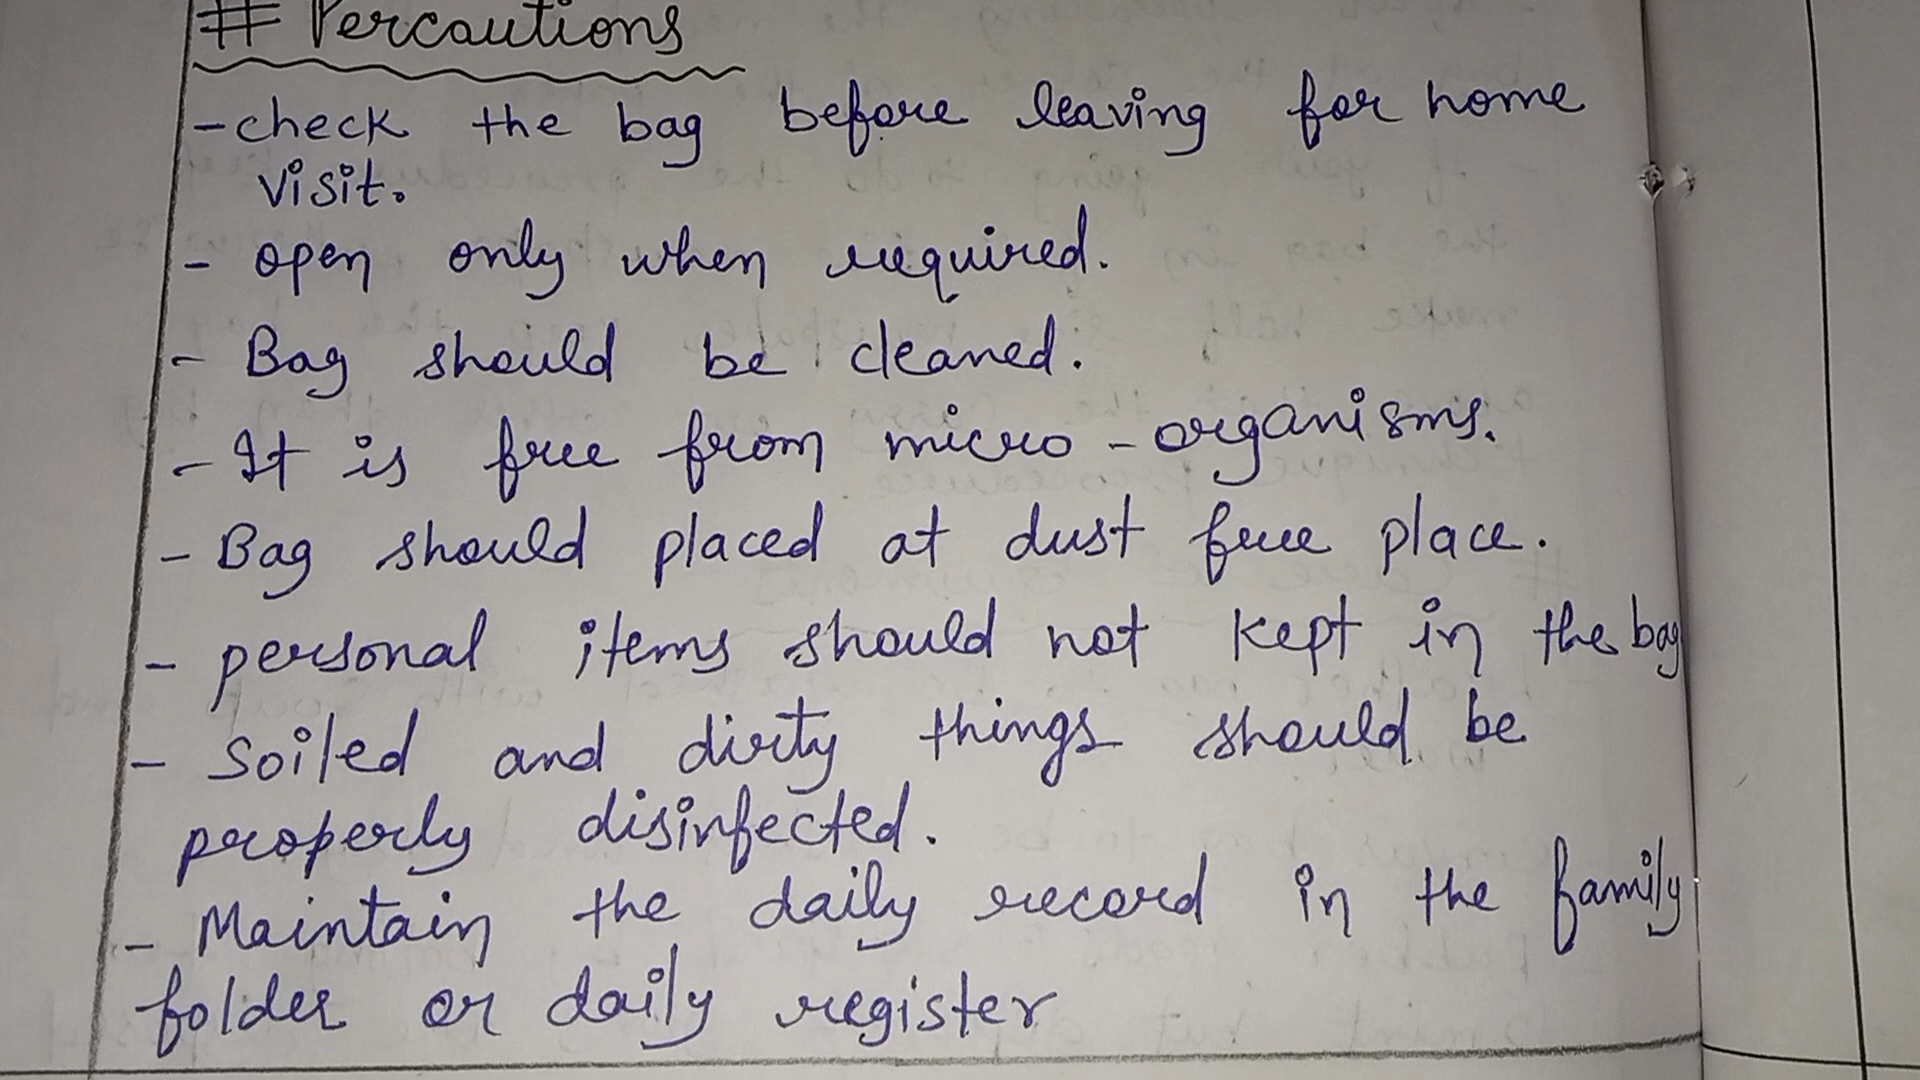 # Percautions
- check the bag before leaving for home
visit.
- open only when required.
- Bag should be cleaned.
- It is free from micro - organisms.
- Bag should placed at dust free place.
- personal items should not kept in the bag
- Soiled and dirty things should be
properly disinfected.
- Maintain the daily record in the family
folder or daily register